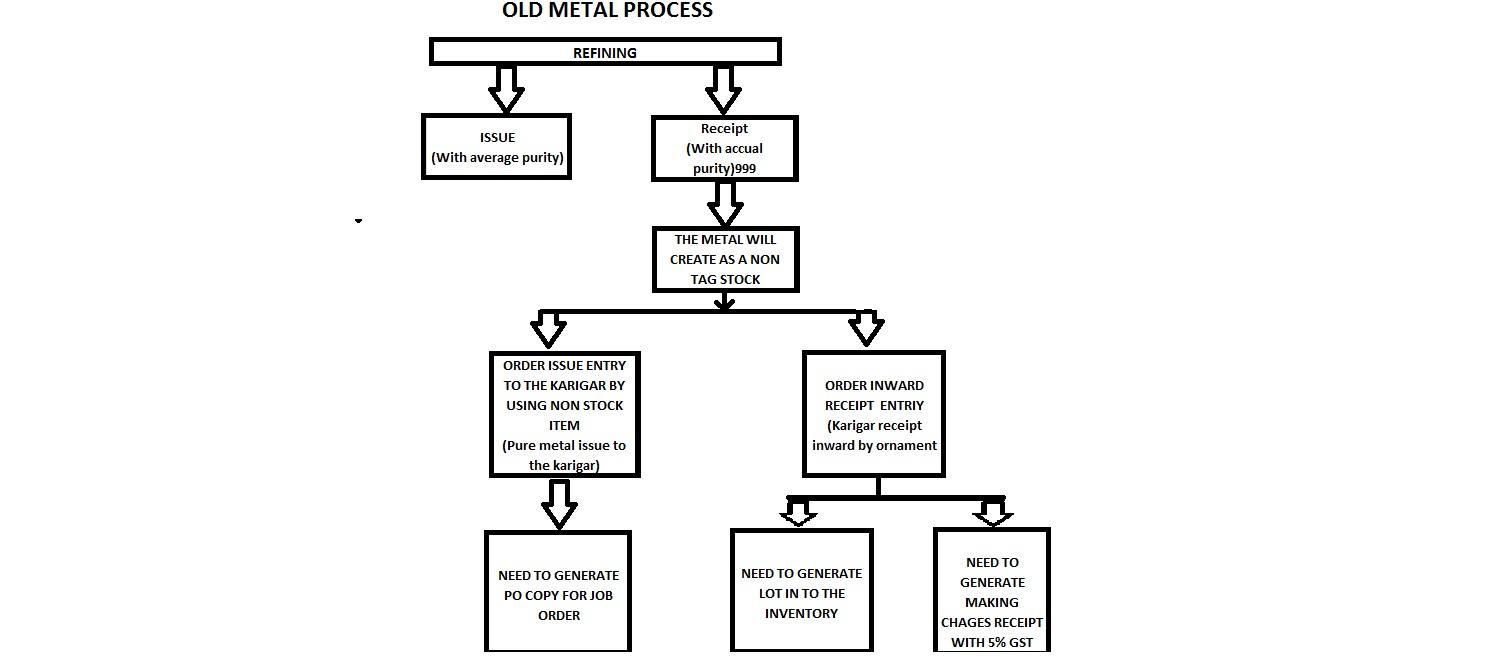 OLD METAL PROCESS
REFINING
ISSUE
(With average purity)
Receipt
(With accual
purity)999
THE METAL WILL
CREATE AS A NON
TAG STOCK
ORDER ISSUE ENTRY
TO THE KARIGAR BY
USING NON STOCK
ITEM
(Pure metal issue to
the karigar)
ORDER INWARD
RECEIPT ENTRIY
(Karigar receipt
inward by ornament
NEED TO GENERATE
PO COPY FOR JOB
ORDER
NEED TO GENERATE
LOT IN TO THE
INVENTORY
NEED TO
GENERATE
MAKING
CHAGES RECEIPT
WITH 5% GST